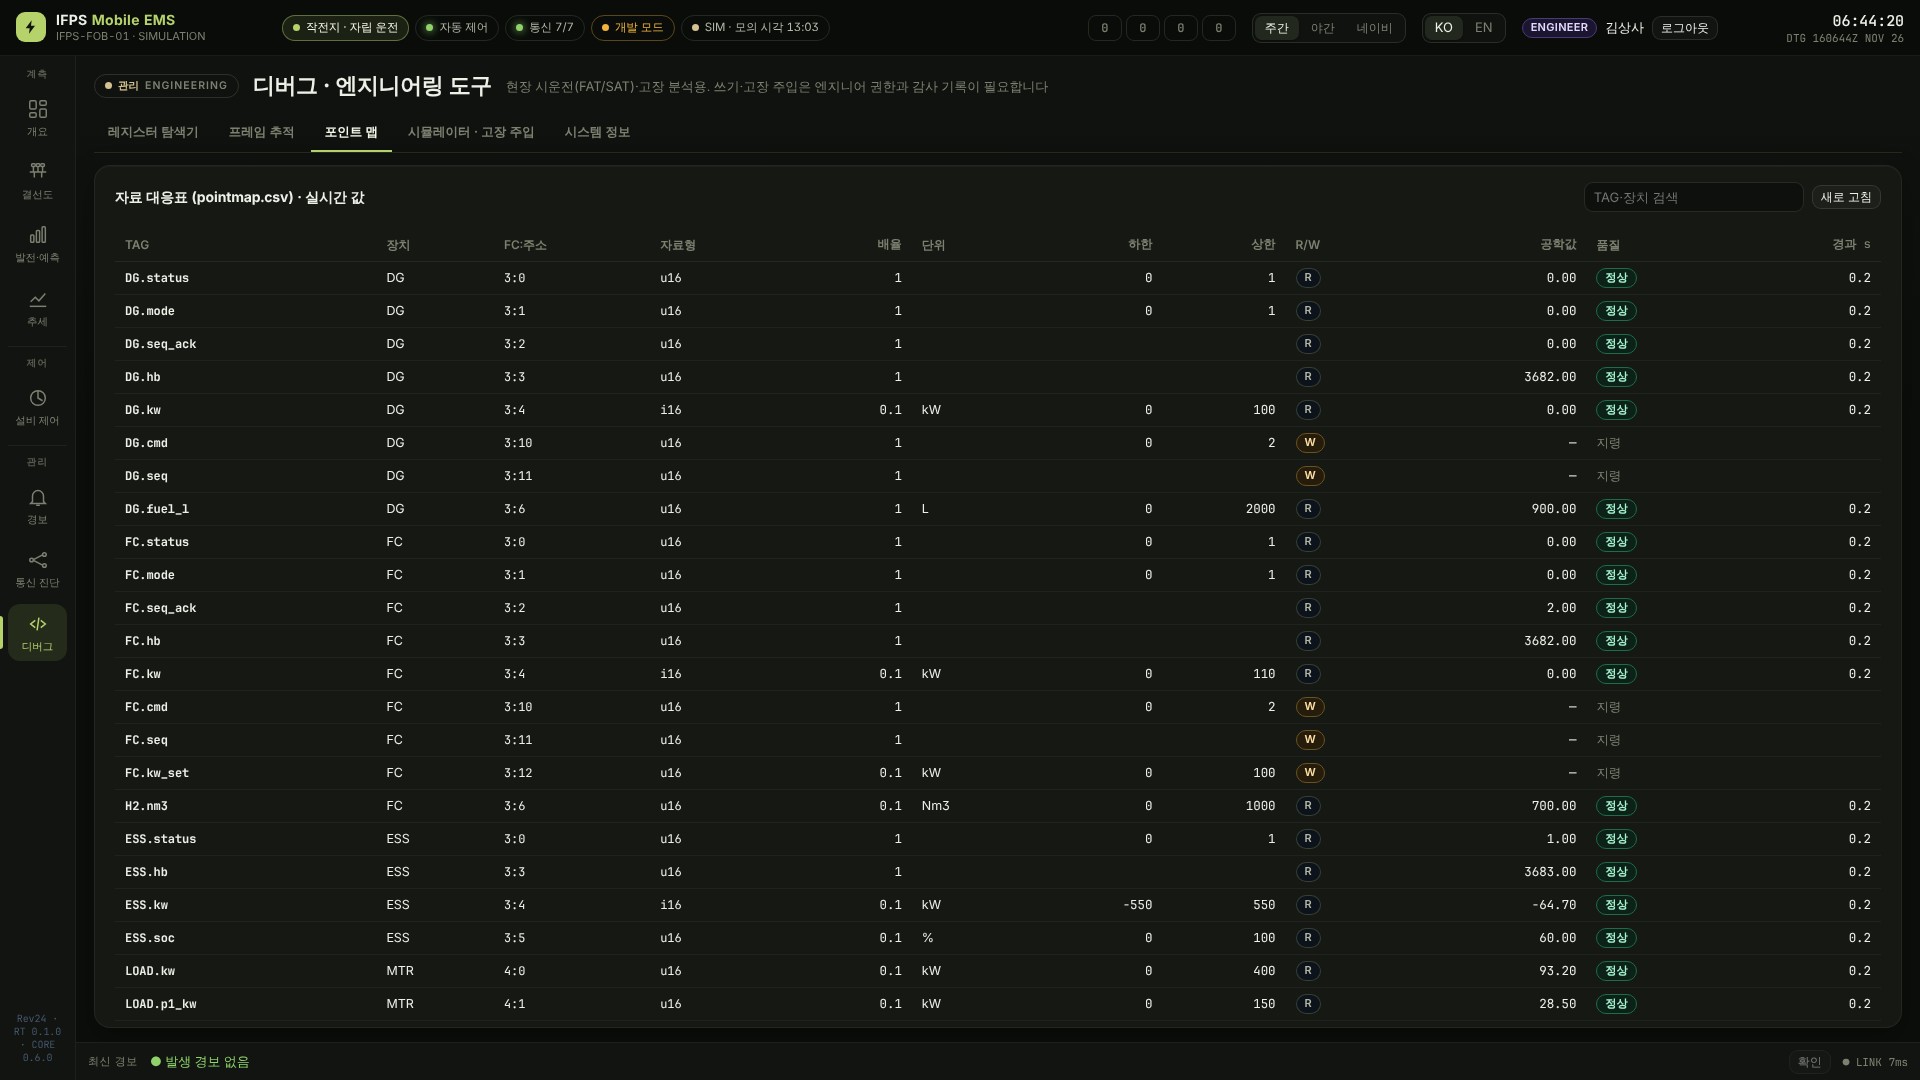 IFPS Mobile EMS
IFPS-FOB-01 · SIMULATION
작전지 · 자립 운전
자동 제어
통신 7/7
개발 모드
SIM · 모의 시각 13:03
0 0 0 0
주간 야간 네이비
KO EN
ENGINEER 김상사 로그아웃
06:44:20
DTG 160644Z NOV 26
계측
개요
결선도
발전·예측
추세
제어
설비 제어
관리
경보
통신 진단
디버그
Rev24 ·
RT 0.1.0
· CORE
0.6.0
관리 ENGINEERING
디버그 · 엔지니어링 도구
현장 시운전(FAT/SAT)·고장 분석용. 쓰기·고장 주입은 엔지니어 권한과 감사 기록이 필요합니다
레지스터 탐색기 프레임 추적 포인트 맵 시뮬레이터 · 고장 주입 시스템 정보
자료 대응표 (pointmap.csv) · 실시간 값
TAG·장치 검색
새로 고침
TAG 장치 FC:주소 자료형 배율 단위 하한 상한 R/W 공학값 품질 경과 s
DG.status DG 3:0 u16 1 0 1 R 0.00 정상 0.2
DG.mode DG 3:1 u16 1 0 1 R 0.00 정상 0.2
DG.seq_ack DG 3:2 u16 1 R 0.00 정상 0.2
DG.hb DG 3:3 u16 1 R 3682.00 정상 0.2
DG.kw DG 3:4 i16 0.1 kW 0 100 R 0.00 정상 0.2
DG.cmd DG 3:10 u16 1 0 2 W — 지령
DG.seq DG 3:11 u16 1 W — 지령
DG.fuel_l DG 3:6 u16 1 L 0 2000 R 900.00 정상 0.2
FC.status FC 3:0 u16 1 0 1 R 0.00 정상 0.2
FC.mode FC 3:1 u16 1 0 1 R 0.00 정상 0.2
FC.seq_ack FC 3:2 u16 1 R 2.00 정상 0.2
FC.hb FC 3:3 u16 1 R 3682.00 정상 0.2
FC.kw FC 3:4 i16 0.1 kW 0 110 R 0.00 정상 0.2
FC.cmd FC 3:10 u16 1 0 2 W — 지령
FC.seq FC 3:11 u16 1 W — 지령
FC.kw_set FC 3:12 u16 0.1 kW 0 100 W — 지령
H2.nm3 FC 3:6 u16 0.1 Nm3 0 1000 R 700.00 정상 0.2
ESS.status ESS 3:0 u16 1 0 1 R 1.00 정상 0.2
ESS.hb ESS 3:3 u16 1 R 3683.00 정상 0.2
ESS.kw ESS 3:4 i16 0.1 kW -550 550 R -64.70 정상 0.2
ESS.soc ESS 3:5 u16 0.1 % 0 100 R 60.00 정상 0.2
LOAD.kw MTR 4:0 u16 0.1 kW 0 400 R 93.20 정상 0.2
LOAD.p1_kw MTR 4:1 u16 0.1 kW 0 150 R 28.50 정상 0.2
최신 경보 발생 경보 없음
확인 LINK 7ms